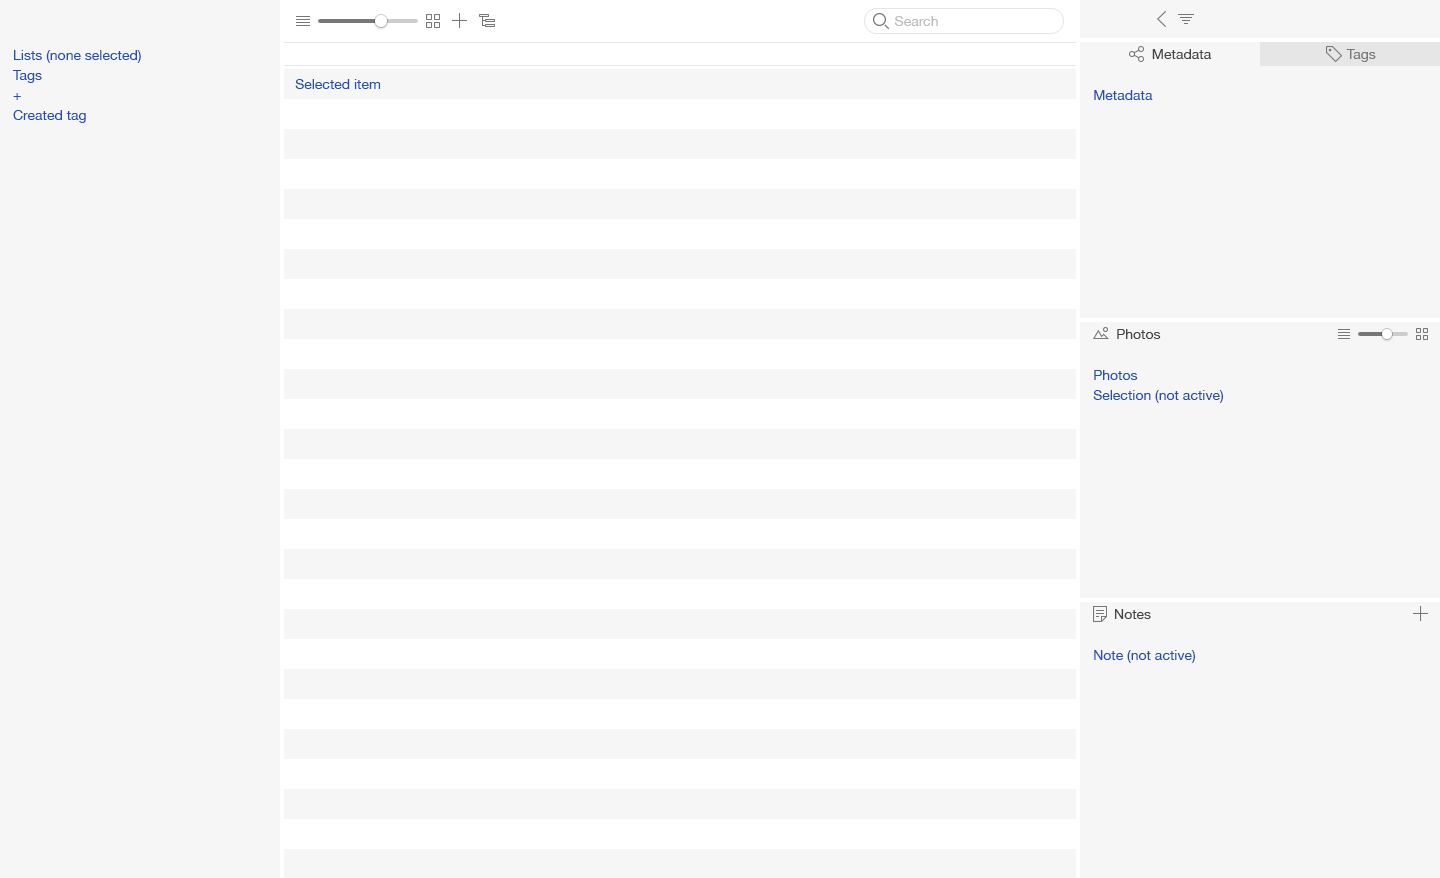 Lists (none selected)
Tags
+
Created tag
Search
Selected item
Metadata
Tags
Metadata
Photos
Photos
Selection (not active)
Notes
Note (not active)